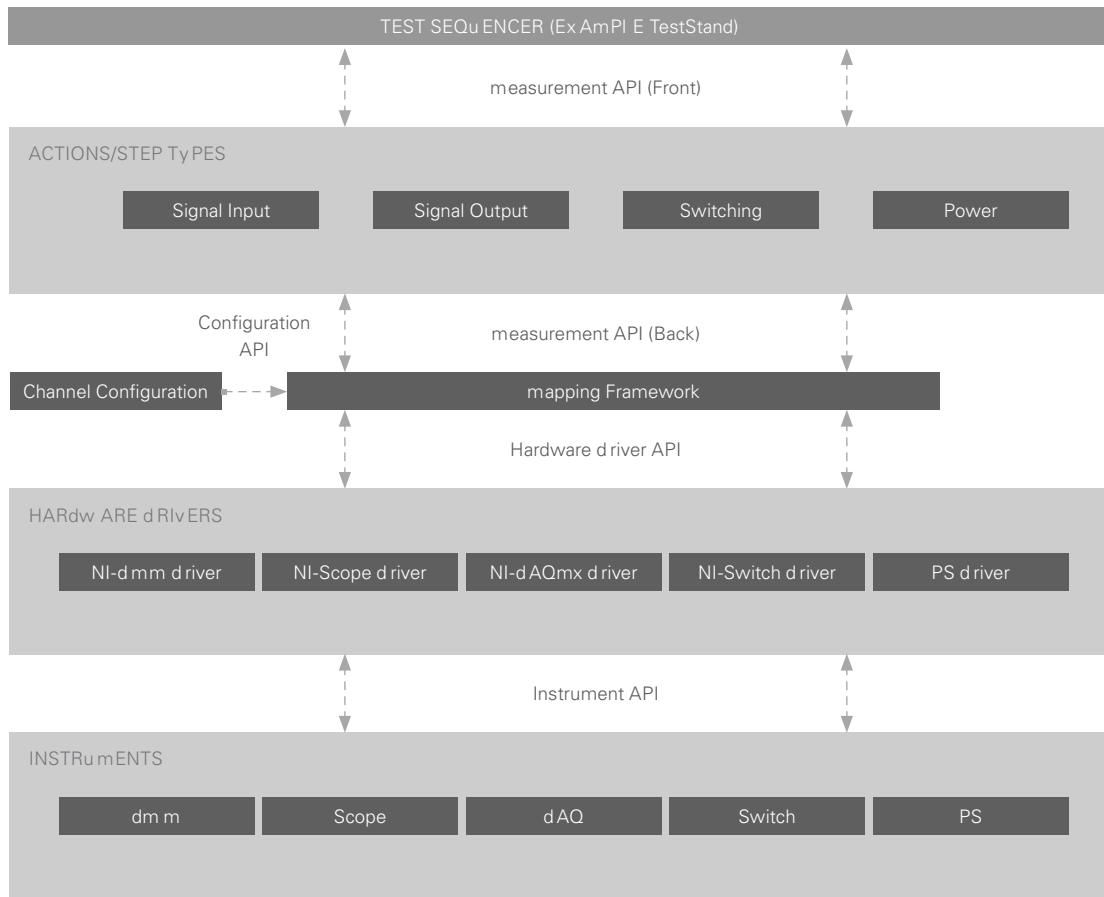 TEST SEQu ENCER (Ex AmPl E TestStand)
measurement API (Front)
ACTIONS/STEP Ty PES
Signal Input
Signal Output
Switching
Power
Configuration
API
measurement API (Back)
Channel Configuration
mapping Framework
Hardware d river API
HARdw ARE d RIv ERS
NI-d mm d river
NI-Scope d river
NI-d AQmx d river
NI-Switch d river
PS d river
Instrument API
INSTRu mENTS
dm m
Scope
d AQ
Switch
PS